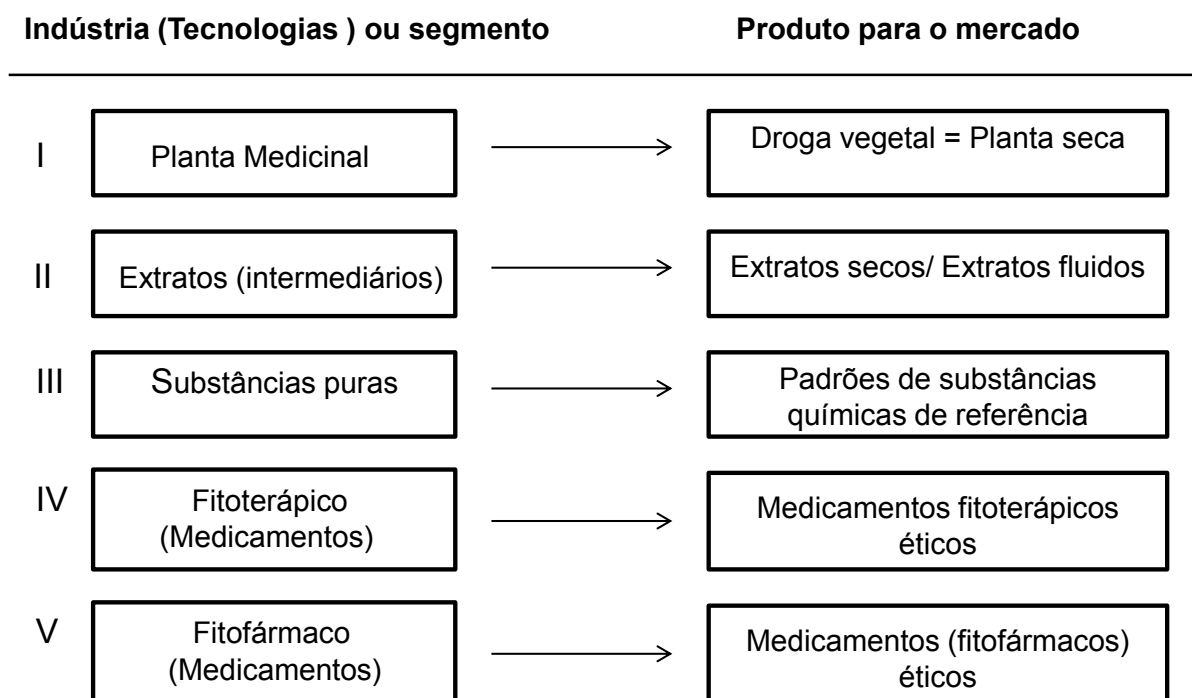 Indústria (Tecnologias ) ou segmento
Produto para o mercado
I
Planta Medicinal
Droga vegetal = Planta seca
II
Extratos (intermediários)
Extratos secos/ Extratos fluidos
III
Substâncias puras
Padrões de substâncias
químicas de referência
IV
Fitoterápico
(Medicamentos)
Medicamentos fitoterápicos
éticos
V
Fitofármaco
(Medicamentos)
Medicamentos (fitofármacos)
éticos